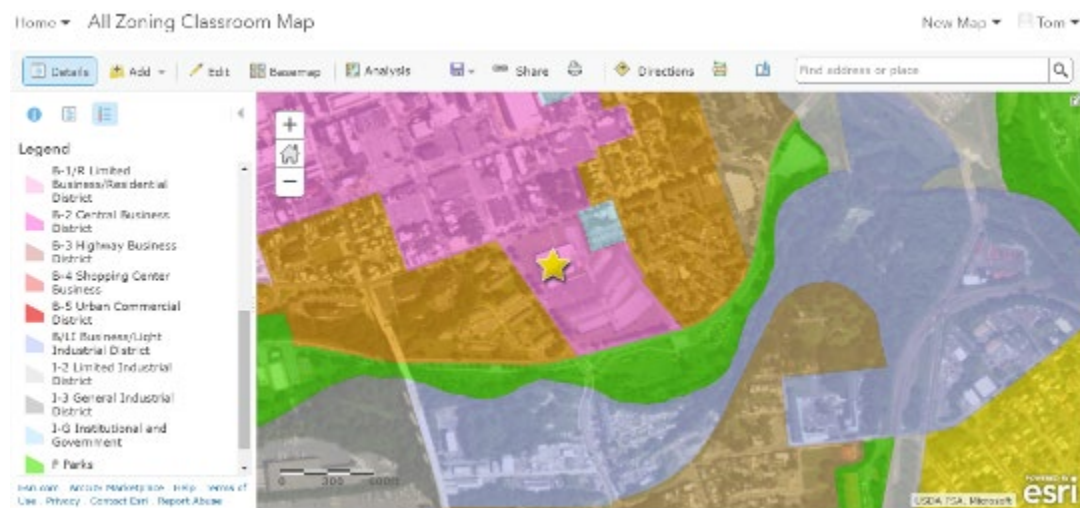 Home All Zoning Classroom Map New Map Tom
Details Add Edit Basemap Analysis Share Directions Find address or place
Legend
B-1/R Limited
Business/Residential
District
B-2 Central Business
District
B-3 Highway Business
District
B-4 Shopping Center
Business
B-5 Urban Commercial
District
B/LI Business/Light
Industrial District
I-2 Limited Industrial
District
I-3 General Industrial
District
I-G Institutional and
Government
P Parks
Esri.com ArcGIS Marketplace Help Terms of
Use Privacy Contact Esri Report Abuse
0 300 600ft
USDA FSA, Microsoft
POWERED BY
esri